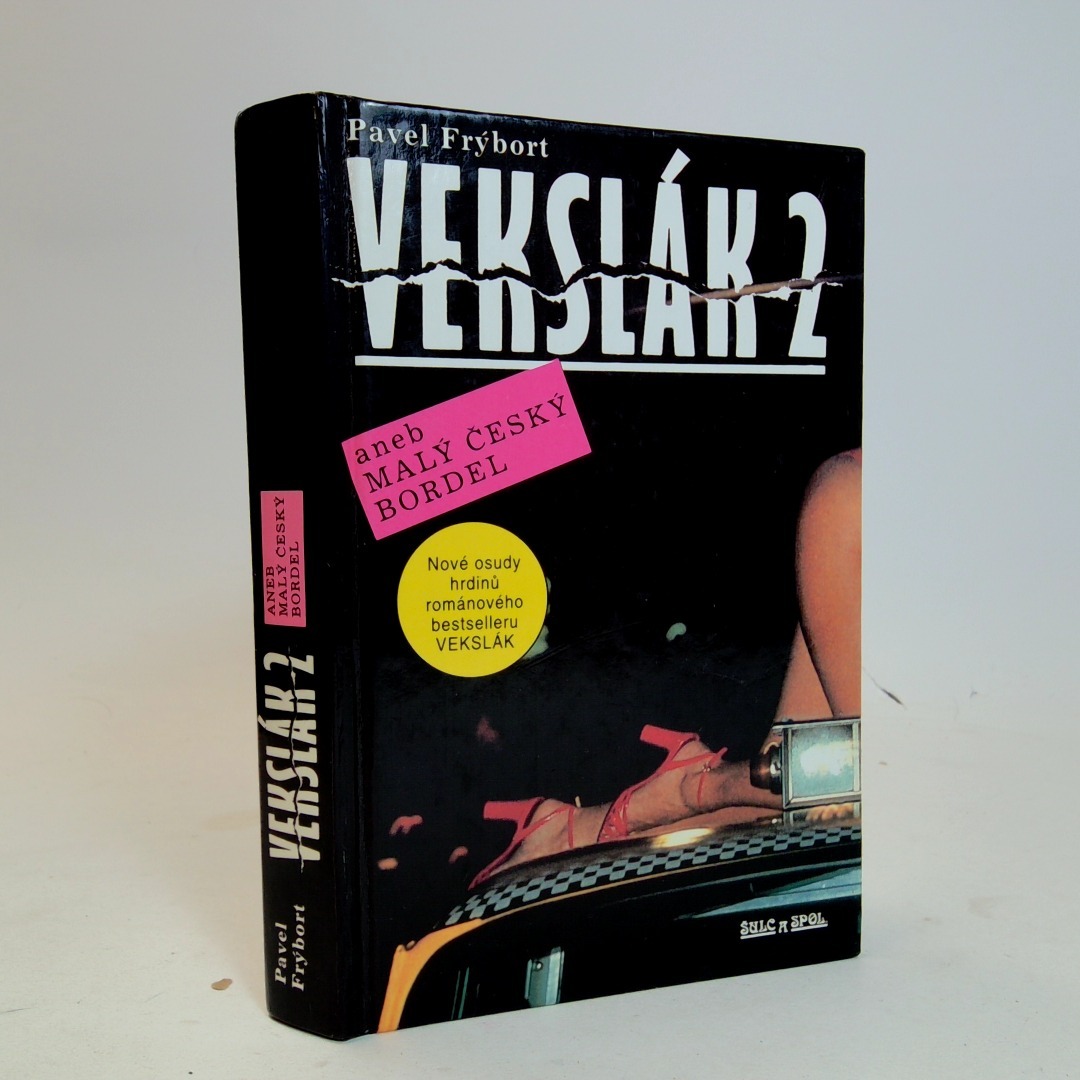 Pavel Frýbort
VEKSLÁK 2
aneb
MALÝ ČESKÝ
BORDEL
Nové osudy
hrdinů
románového
bestselleru
VEKSLÁK
ŠULC A SPOL.
ANEB
MALÝ ČESKÝ
BORDEL
VEKSLÁK 2
Pavel
Frýbort